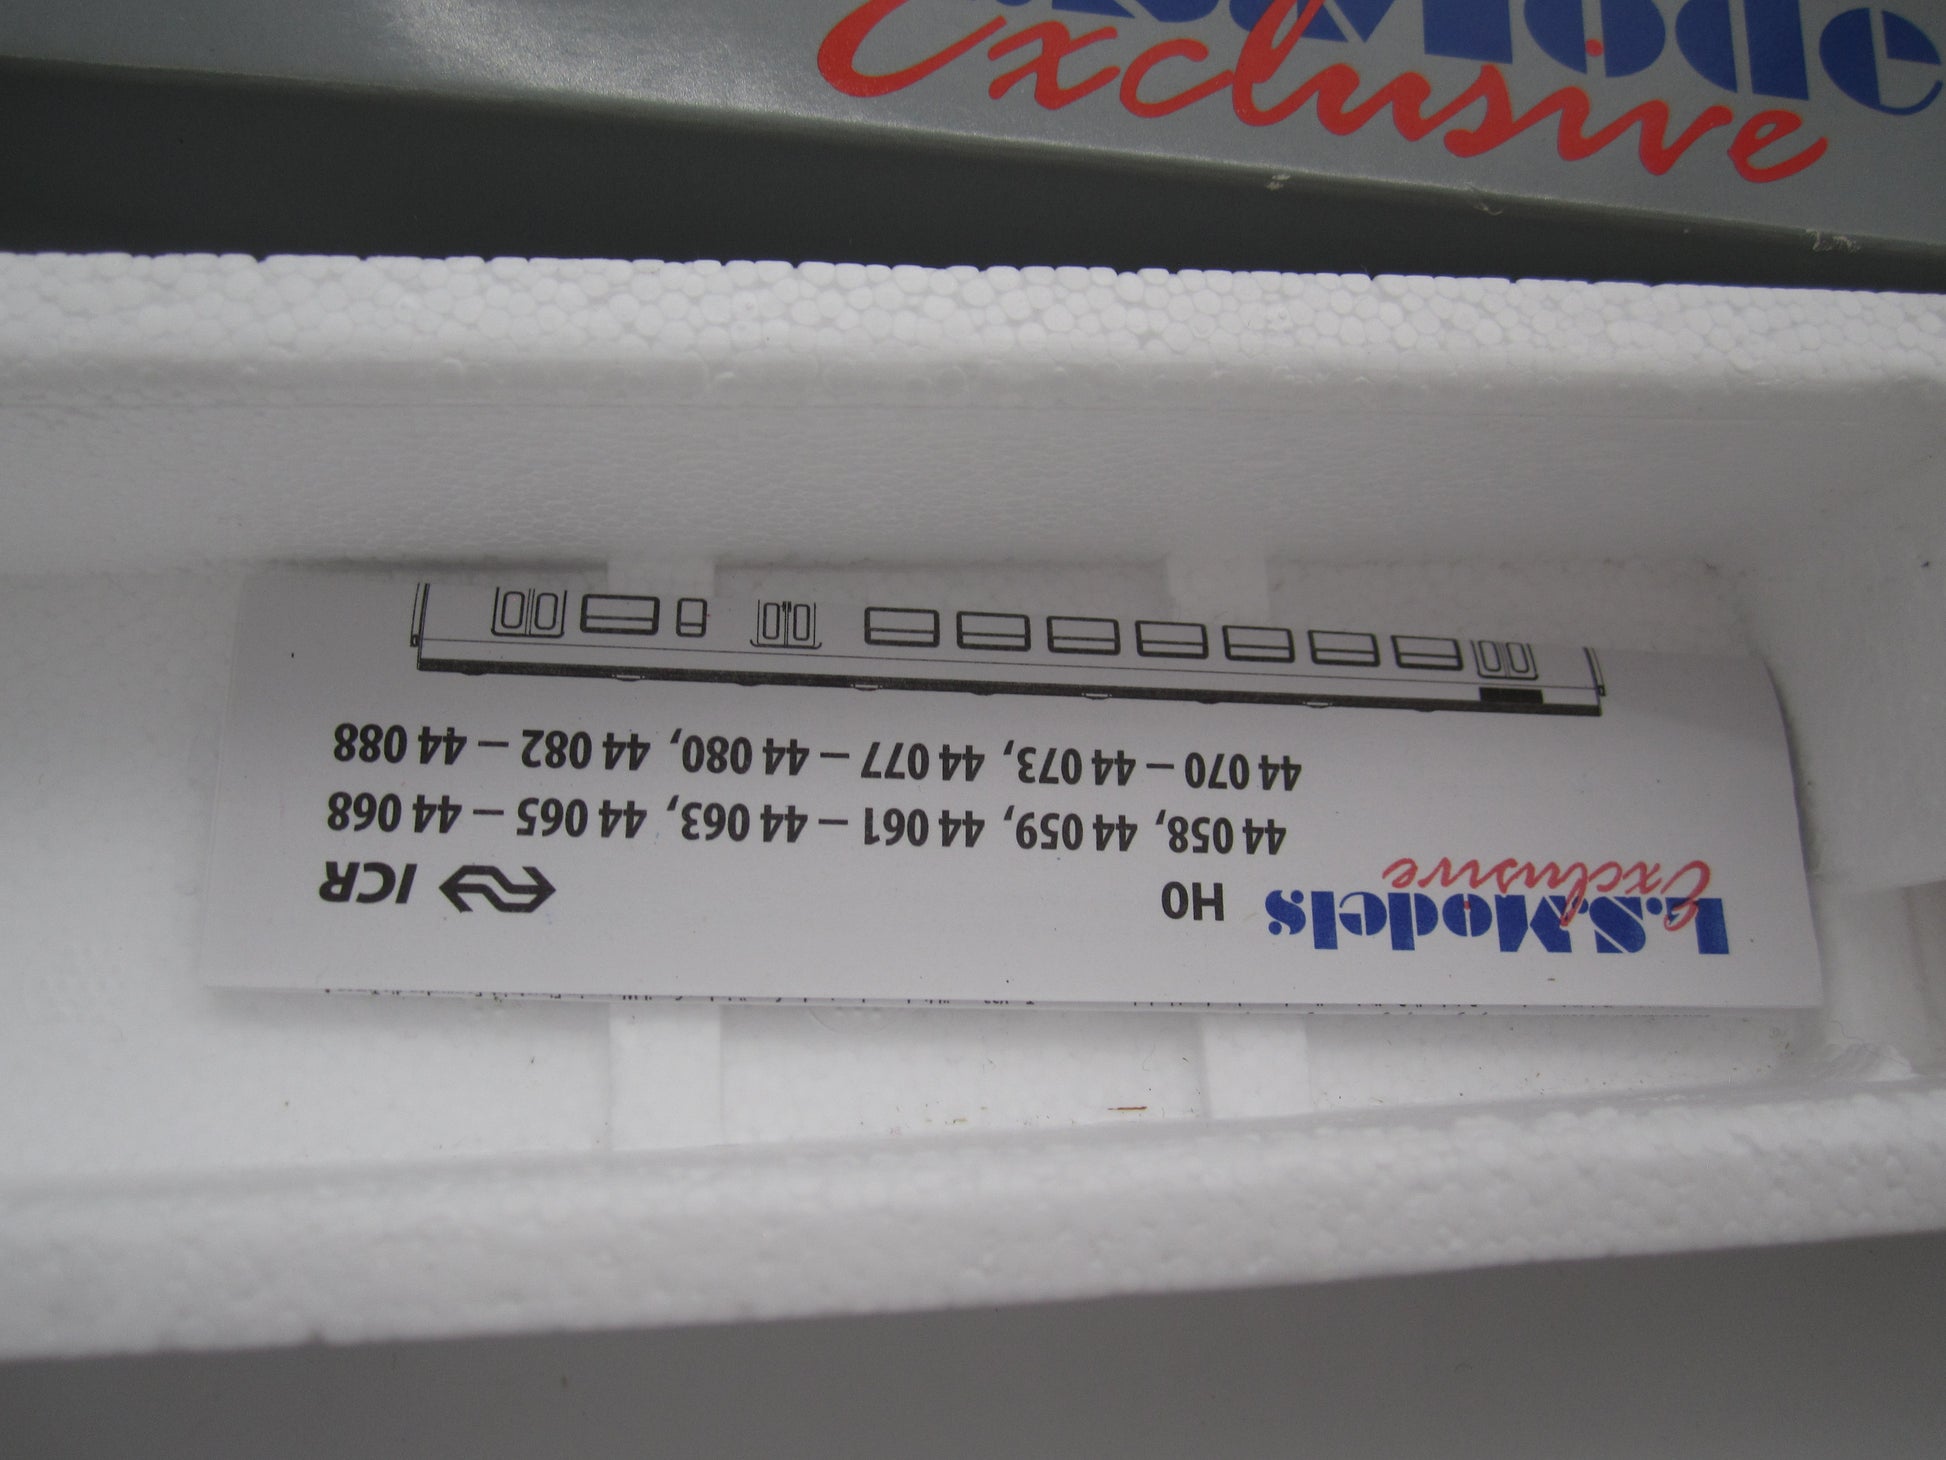 L.S.Models
Exclusive
H0
ICR
44 058, 44 059, 44 061 – 44 063, 44 065 – 44 068
44 070 – 44 073, 44 077 – 44 080, 44 082 – 44 088
Exclusive